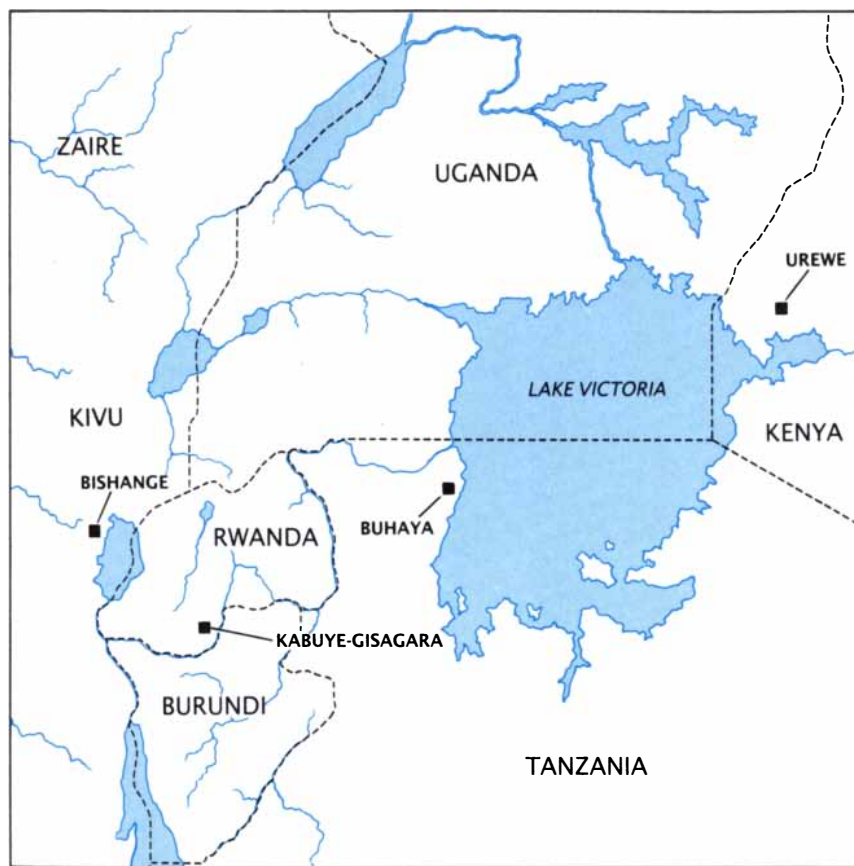 ZAIRE
UGANDA
UREWE
LAKE VICTORIA
KIVU
KENYA
BISHANGE
BUHAYA
RWANDA
KABUYE-GISAGARA
BURUNDI
TANZANIA